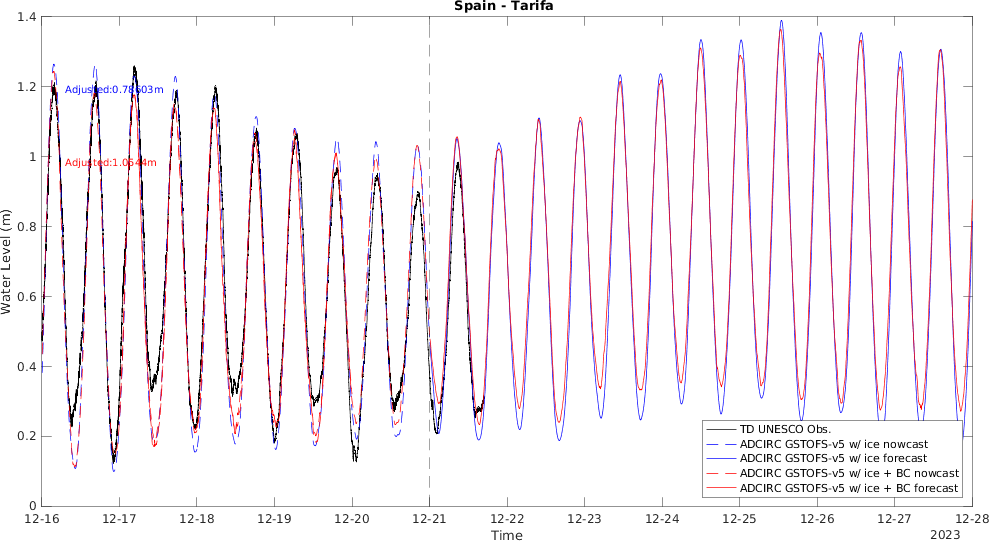 Spain - Tarifa
1.4
1.2
1
0.8
0.6
0.4
0.2
0
Water Level (m)
Adjusted:0.78603m
Adjusted:1.0544m
12-16
12-17
12-18
12-19
12-20
12-21
12-22
12-23
12-24
12-25
12-26
12-27
12-28
Time
2023
TD UNESCO Obs.
ADCIRC GSTOFS-v5 w/ ice nowcast
ADCIRC GSTOFS-v5 w/ ice forecast
ADCIRC GSTOFS-v5 w/ ice + BC nowcast
ADCIRC GSTOFS-v5 w/ ice + BC forecast